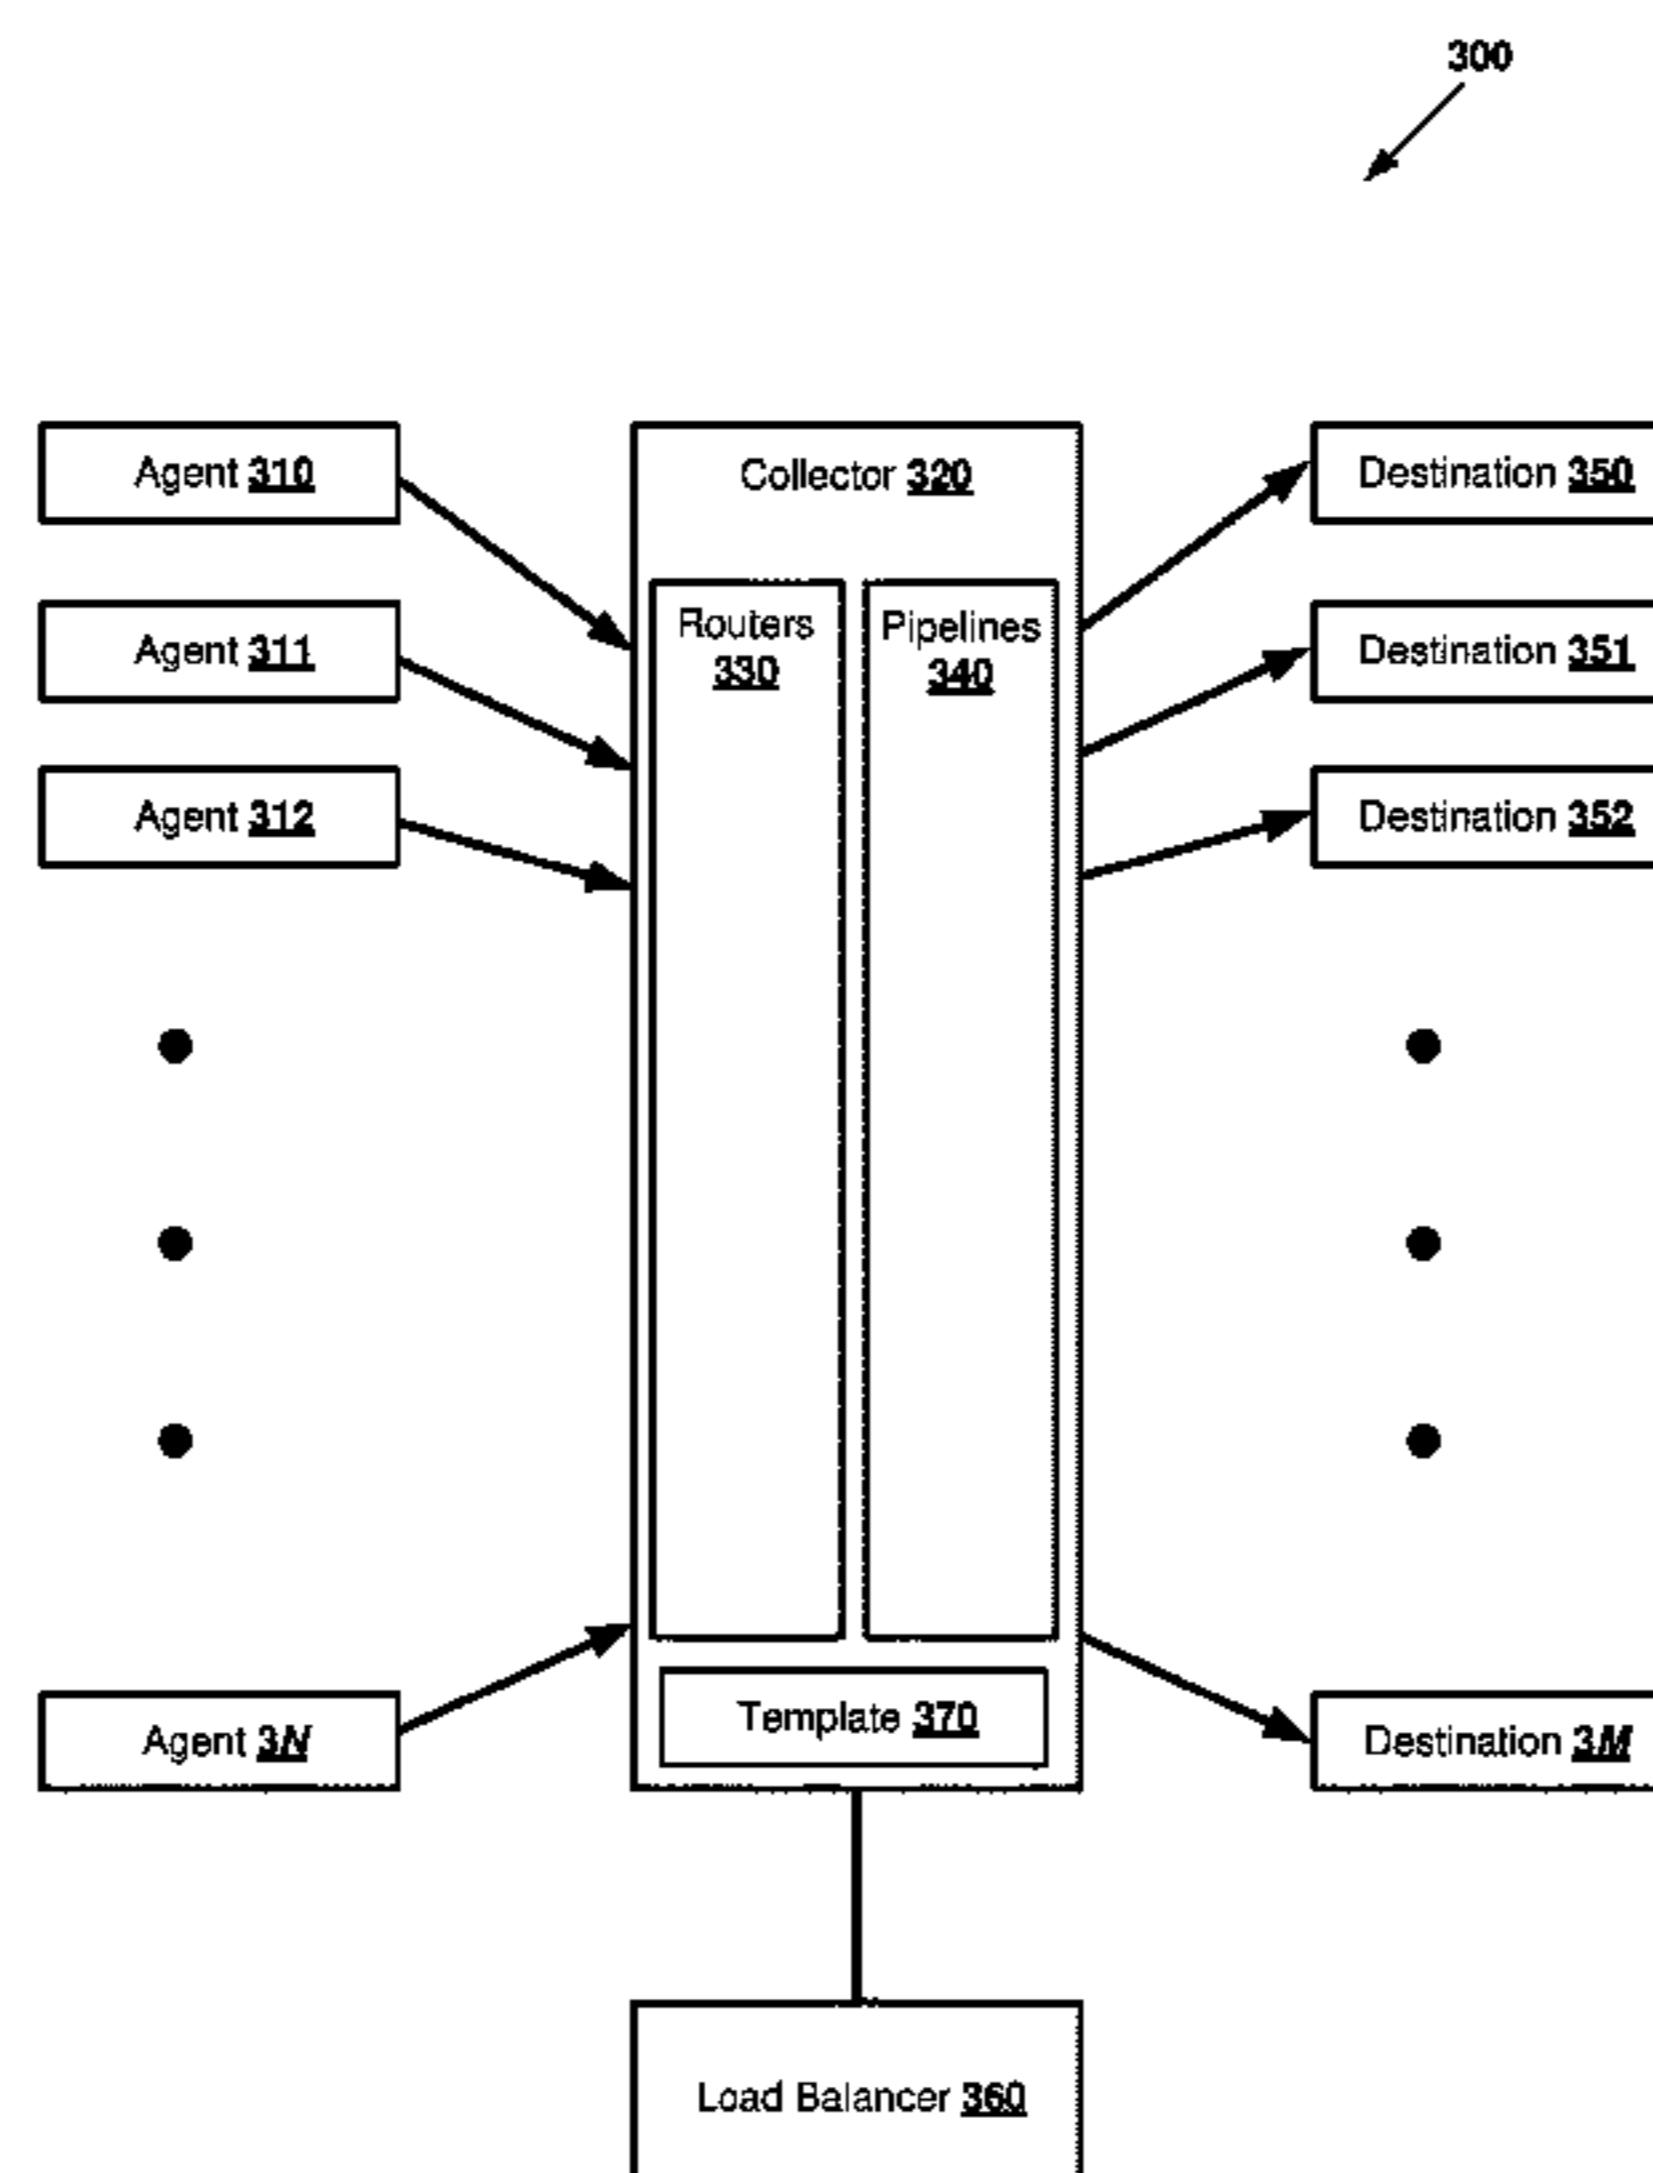 300
Agent 310
Collector 320
Destination 350
Routers
330
Pipelines
340
Agent 311
Destination 351
Agent 312
Destination 352
Agent 3N
Template 370
Destination 3M
Load Balancer 360